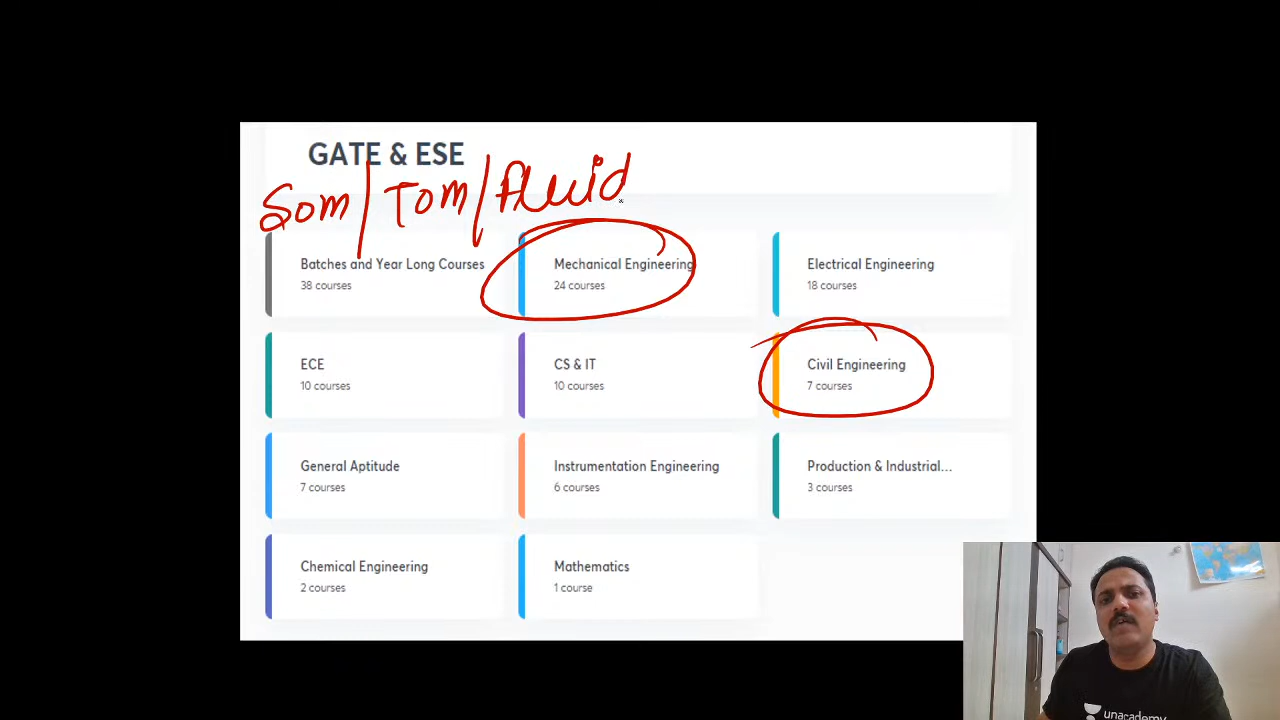 GATE & ESE
Som/Tom/fluid
Batches and Year Long Courses
38 courses
Mechanical Engineering
24 courses
Electrical Engineering
18 courses
ECE
10 courses
CS & IT
10 courses
Civil Engineering
7 courses
General Aptitude
7 courses
Instrumentation Engineering
6 courses
Production & Industrial...
3 courses
Chemical Engineering
2 courses
Mathematics
1 course
unacademy